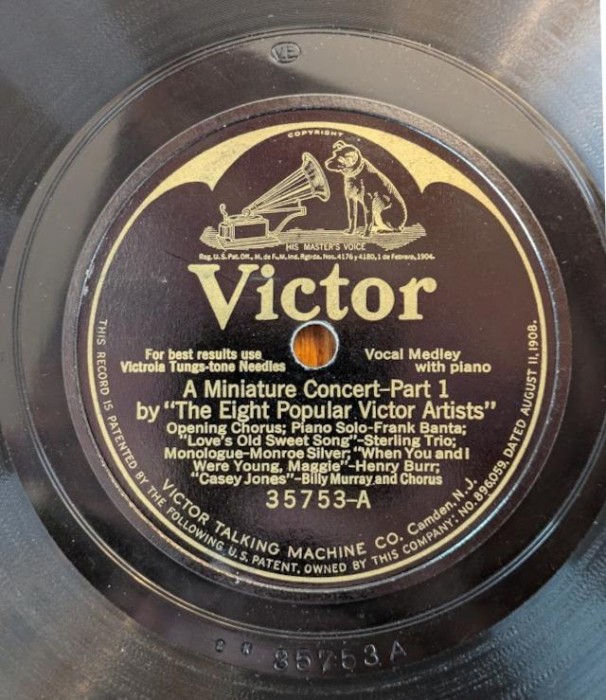 VE
COPYRIGHT
HIS MASTER'S VOICE
Reg. U.S. Pat. Off., M. de F., M. Ind. Rgtrda. Nos. 4176 y 4180, 1 de Febrero, 1904.
Victor
For best results use
Victrola Tungs-tone Needles
Vocal Medley
with piano
A Miniature Concert-Part 1
by "The Eight Popular Victor Artists"
Opening Chorus; Piano Solo-Frank Banta;
"Love's Old Sweet Song"-Sterling Trio;
Monologue-Monroe Silver; "When You and I
Were Young, Maggie"-Henry Burr;
"Casey Jones"-Billy Murray and Chorus
35753-A
VICTOR TALKING MACHINE CO. Camden, N.J.
THIS RECORD IS PATENTED BY THE FOLLOWING U.S. PATENT, OWNED BY THIS COMPANY: NO. 896059, DATED AUGUST 11, 1908.
35753 A